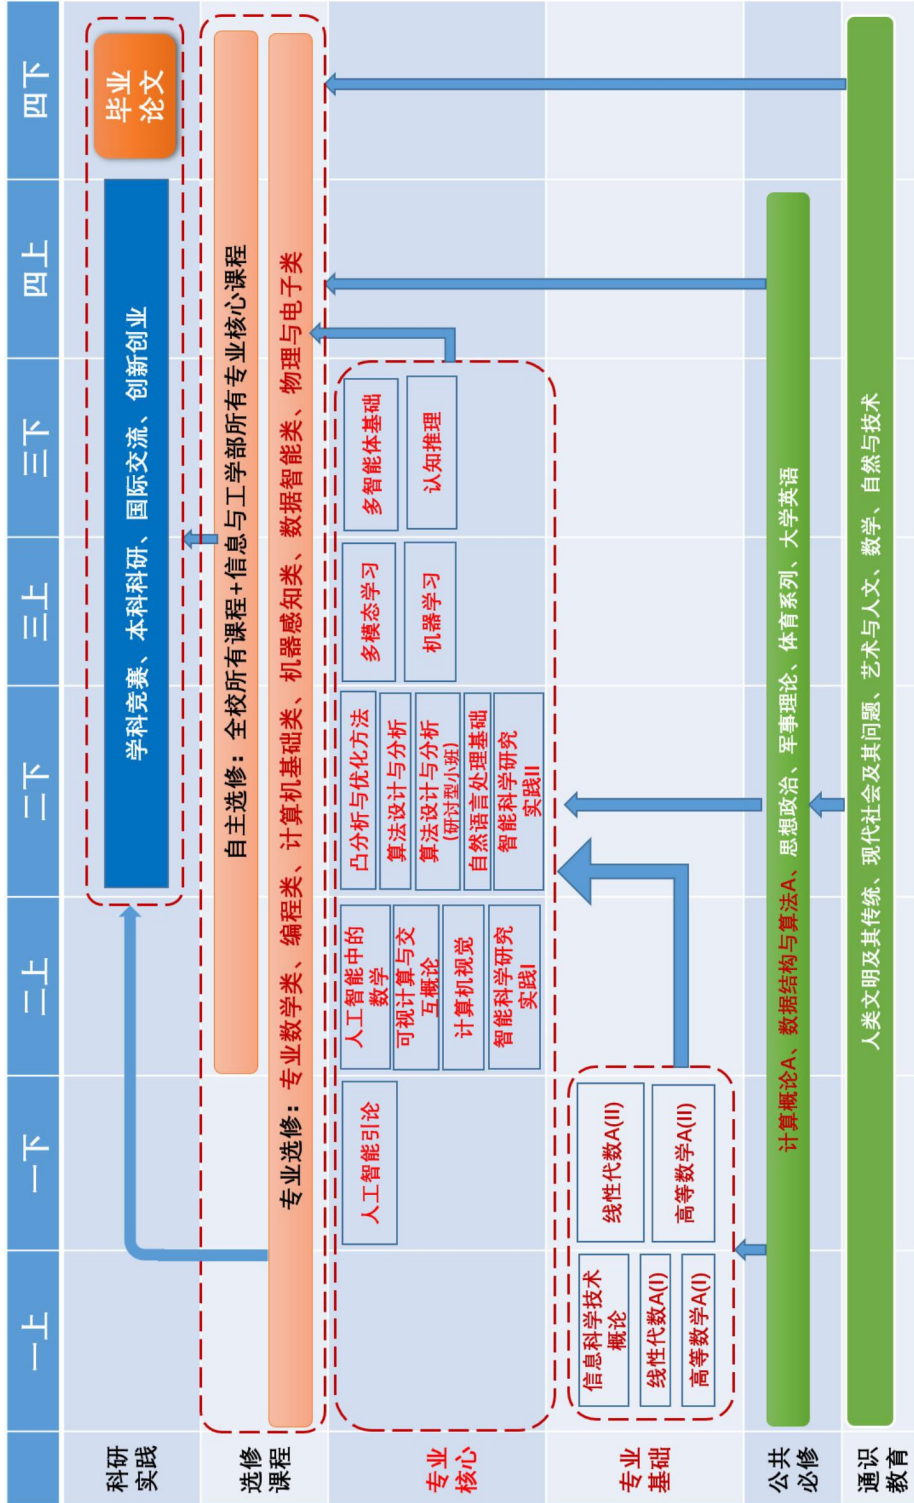 一上
一下
二上
二下
三上
三下
四上
四下
科研
实践
学科竞赛、本科科研、国际交流、创新创业
毕业
论文
选修
课程
自主选修：全校所有课程+信息与工学部所有专业核心课程
专业选修：专业数学类、编程类、计算机基础类、机器感知类、数据智能类、物理与电子类
专业
核心
人工智能引论
人工智能中的
数学
可视计算与交
互概论
计算机视觉
智能科学研究
实践I
凸分析与优化方法
算法设计与分析
算法设计与分析
(研讨型小班)
自然语言处理基础
智能科学研究
实践II
多模态学习
机器学习
多智能体基础
认知推理
专业
基础
信息科学技术
概论
线性代数A(I)
高等数学A(I)
线性代数A(II)
高等数学A(II)
公共
必修
计算概论A、数据结构与算法A、思想政治、军事理论、体育系列、大学英语
通识
教育
人类文明及其传统、现代社会及其问题、艺术与人文、数学、自然与技术